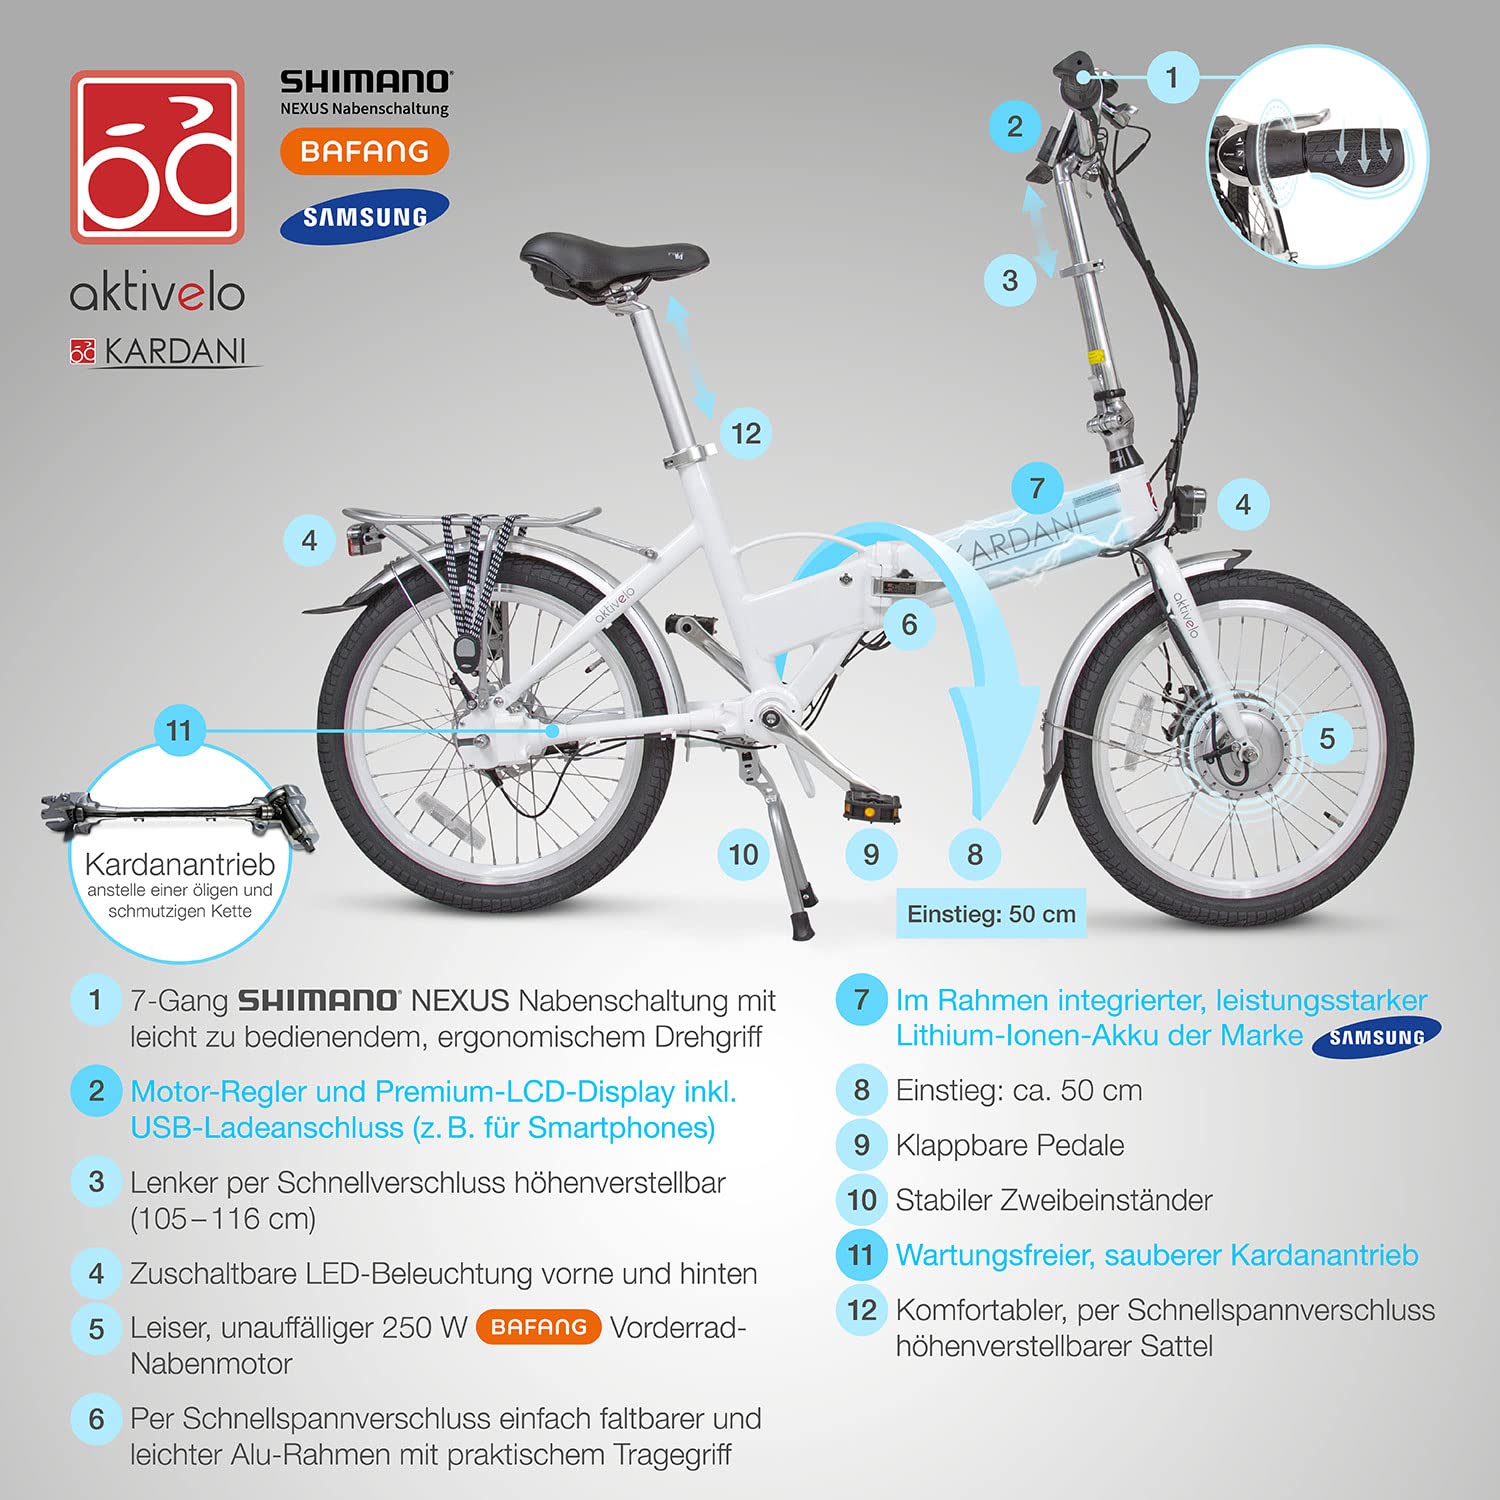 SHIMANO
NEXUS Nabenschaltung
BAFANG
SAMSUNG
aktivelo
KARDANI
1
2
3
12
7
4
4
KARDANI
aktivelo
aktivelo
6
11
5
Kardanantrieb
anstelle einer öligen und
schmutzigen Kette
10
9
8
Einstieg: 50 cm
1 7-Gang SHIMANO NEXUS Nabenschaltung mit
leicht zu bedienendem, ergonomischem Drehgriff
2 Motor-Regler und Premium-LCD-Display inkl.
USB-Ladeanschluss (z. B. für Smartphones)
3 Lenker per Schnellverschluss höhenverstellbar
(105–116 cm)
4 Zuschaltbare LED-Beleuchtung vorne und hinten
5 Leiser, unauffälliger 250 W BAFANG Vorderrad-
Nabenmotor
6 Per Schnellspannverschluss einfach faltbarer und
leichter Alu-Rahmen mit praktischem Tragegriff
7 Im Rahmen integrierter, leistungsstarker
Lithium-Ionen-Akku der Marke SAMSUNG
8 Einstieg: ca. 50 cm
9 Klappbare Pedale
10 Stabiler Zweibeinständer
11 Wartungsfreier, sauberer Kardanantrieb
12 Komfortabler, per Schnellspannverschluss
höhenverstellbarer Sattel